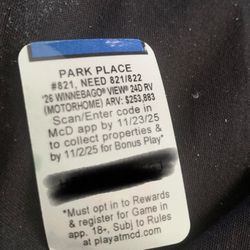 PARK PLACE
#821, NEED 821/822
'26 WINNEBAGO® VIEW® 24D RV
(MOTORHOME) ARV: $253,883
Scan/Enter code in
McD app by 11/23/25
to collect properties &
by 11/2/25 for Bonus Play*
*Must opt in to Rewards
& register for Game in
app. 18+, Subj to Rules
at playatmcd.com